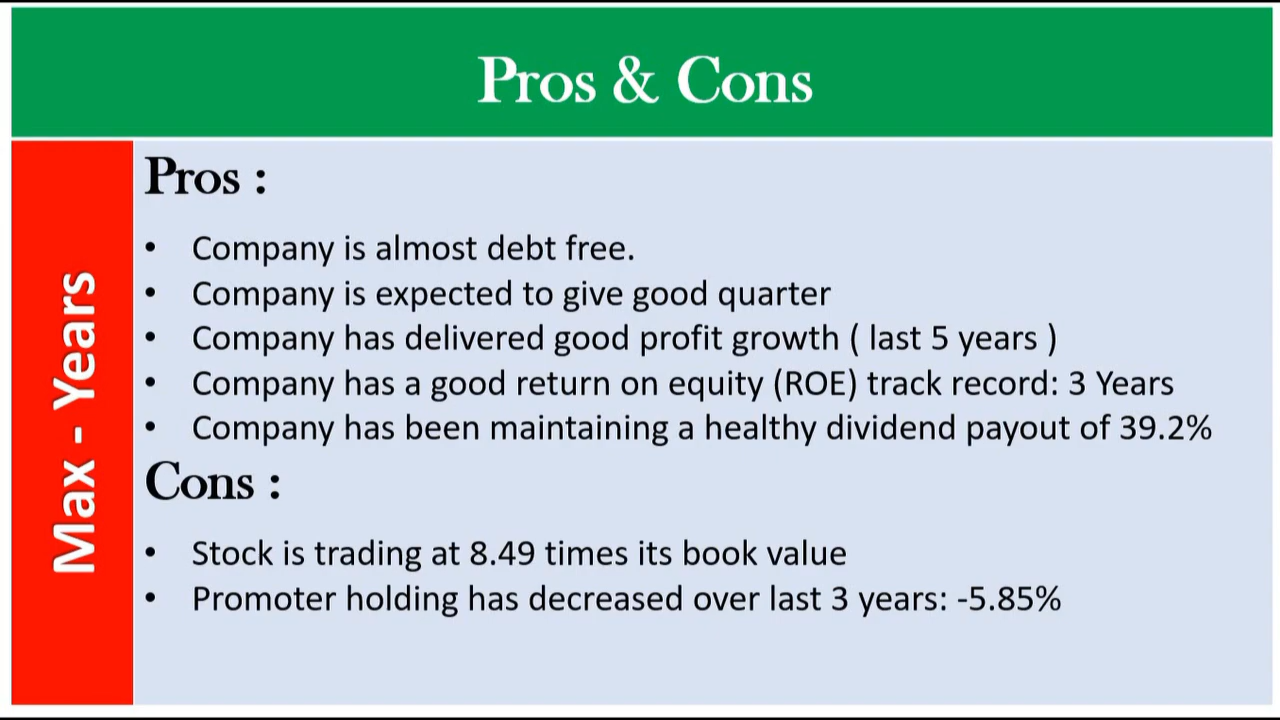 Pros & Cons
Max - Years
Pros :
• Company is almost debt free.
• Company is expected to give good quarter
• Company has delivered good profit growth ( last 5 years )
• Company has a good return on equity (ROE) track record: 3 Years
• Company has been maintaining a healthy dividend payout of 39.2%
Cons :
• Stock is trading at 8.49 times its book value
• Promoter holding has decreased over last 3 years: -5.85%